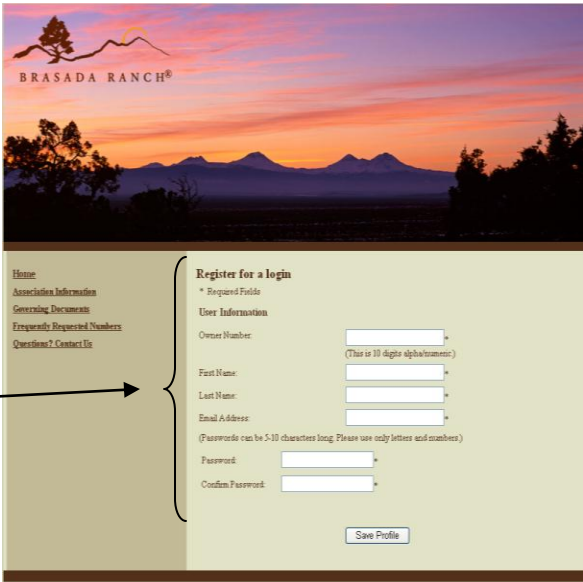 BRASADA RANCH®
Home
Association Information
Governing Documents
Frequently Requested Numbers
Questions? Contact Us
Register for a login
* Required Fields
User Information
Owner Number: *
(This is 10 digits alpha/numeric.)
First Name: *
Last Name: *
Email Address: *
(Passwords can be 5-10 characters long. Please use only letters and numbers.)
Password: *
Confirm Password: *
Save Profile